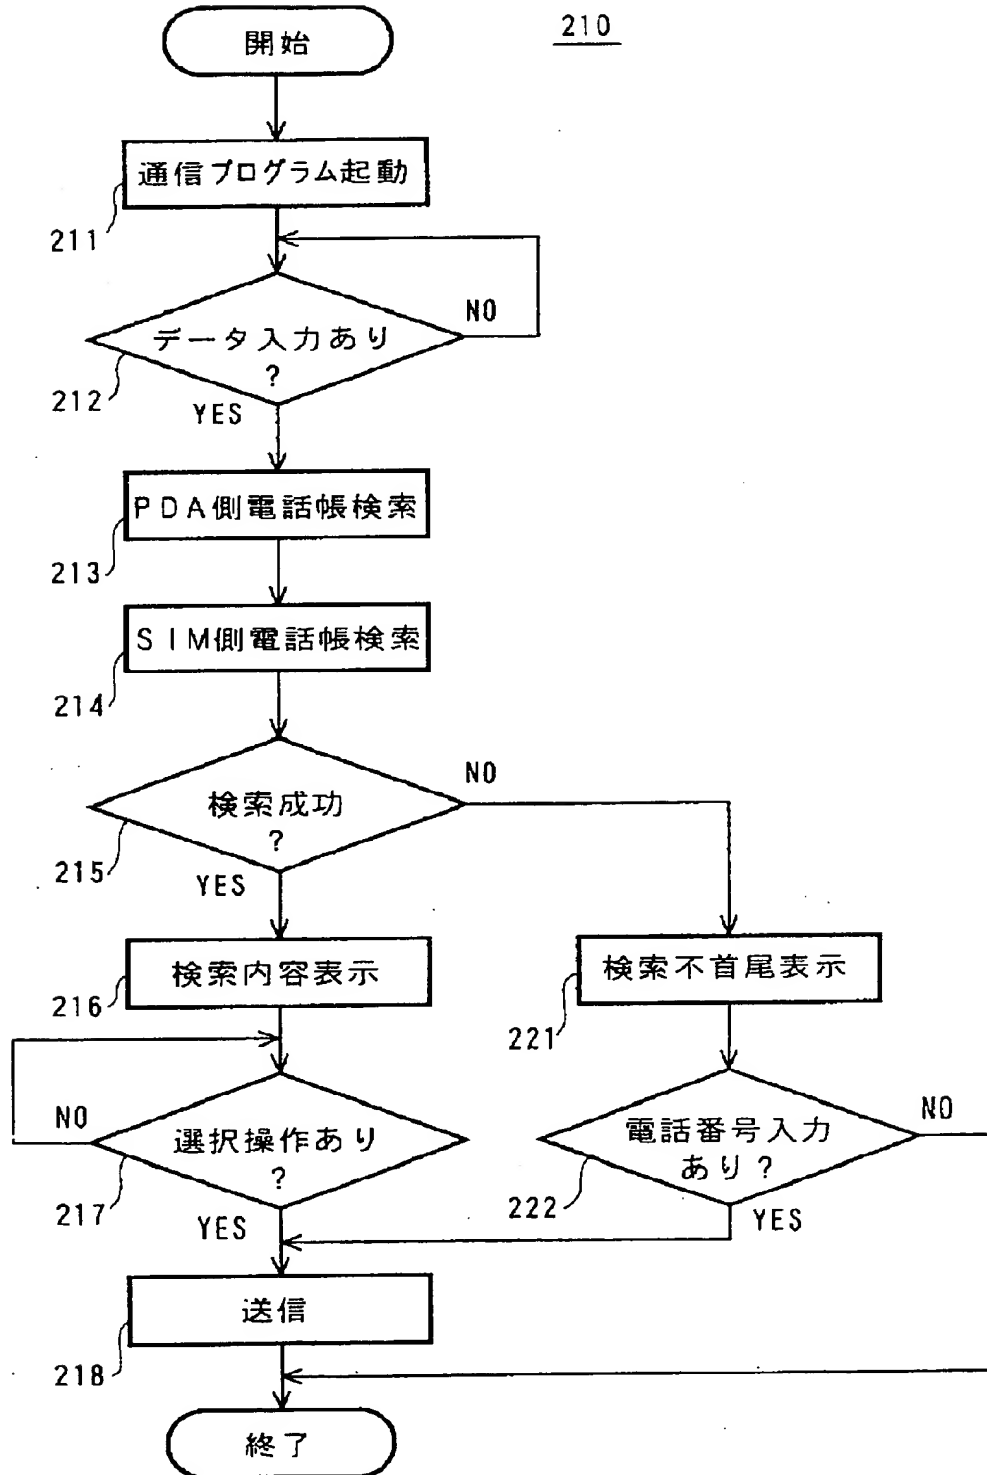 210
開始
通信プログラム起動
211
データ入力あり
?
NO
212
YES
PDA側電話帳検索
213
SIM側電話帳検索
214
検索成功
?
NO
215
YES
検索内容表示
216
検索不首尾表示
221
選択操作あり
?
NO
217
YES
電話番号入力
あり?
NO
222
YES
送信
218
終了